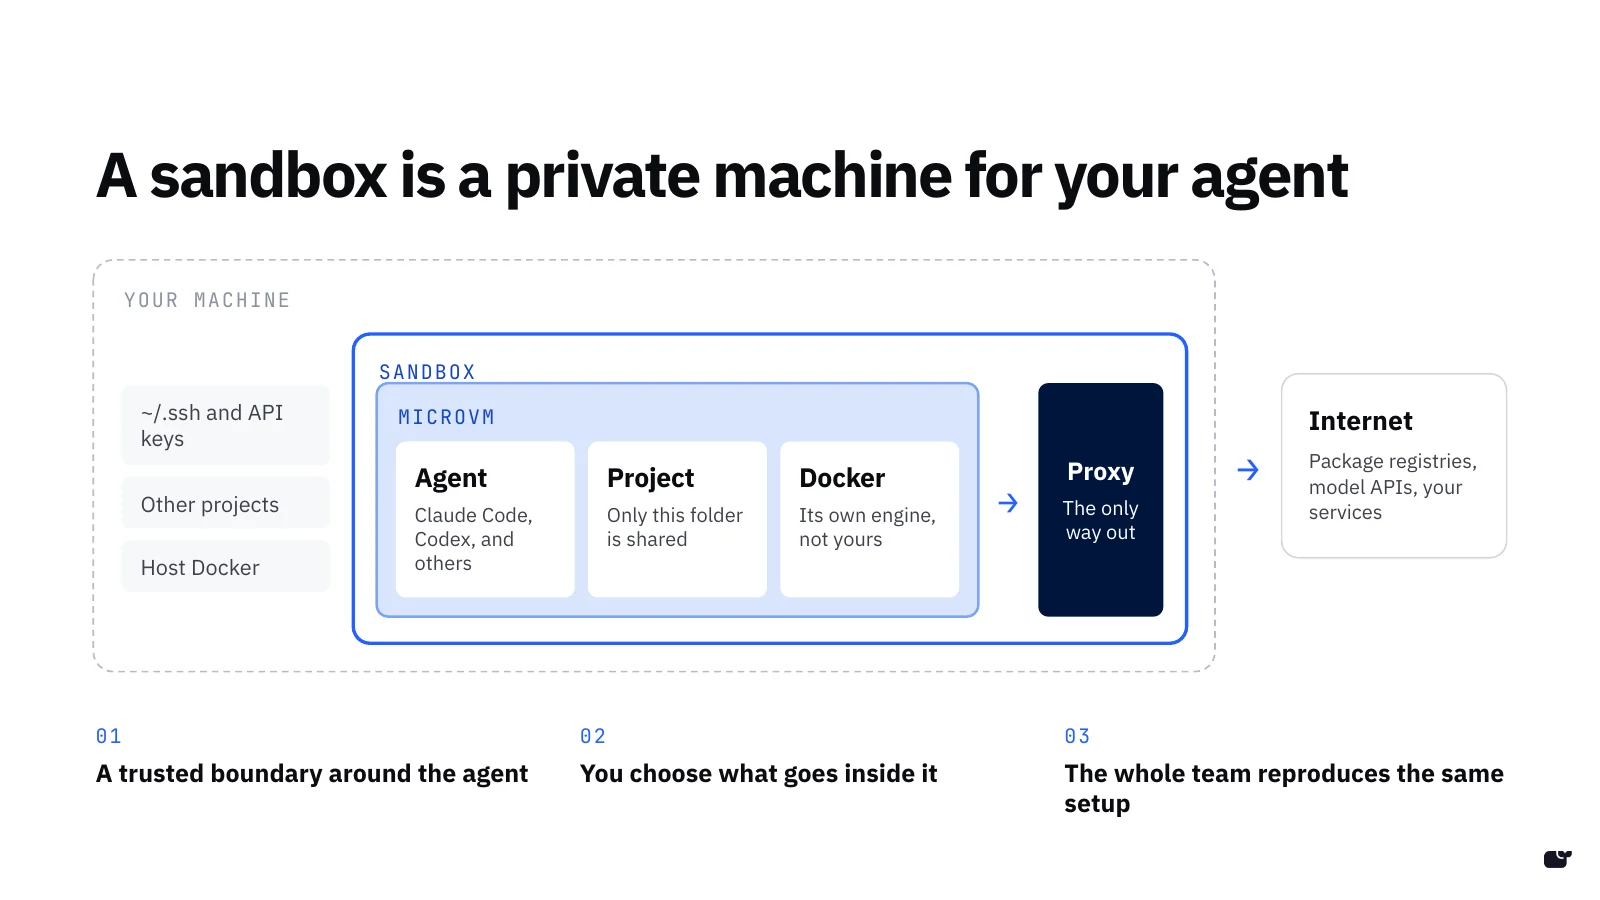 A sandbox is a private machine for your agent
YOUR MACHINE
~/.ssh and API
keys
Other projects
Host Docker
SANDBOX
MICROVM
Agent
Claude Code,
Codex, and
others
Project
Only this folder
is shared
Docker
Its own engine,
not yours
→
Proxy
The only
way out
→
Internet
Package registries,
model APIs, your
services
01
A trusted boundary around the agent
02
You choose what goes inside it
03
The whole team reproduces the same
setup